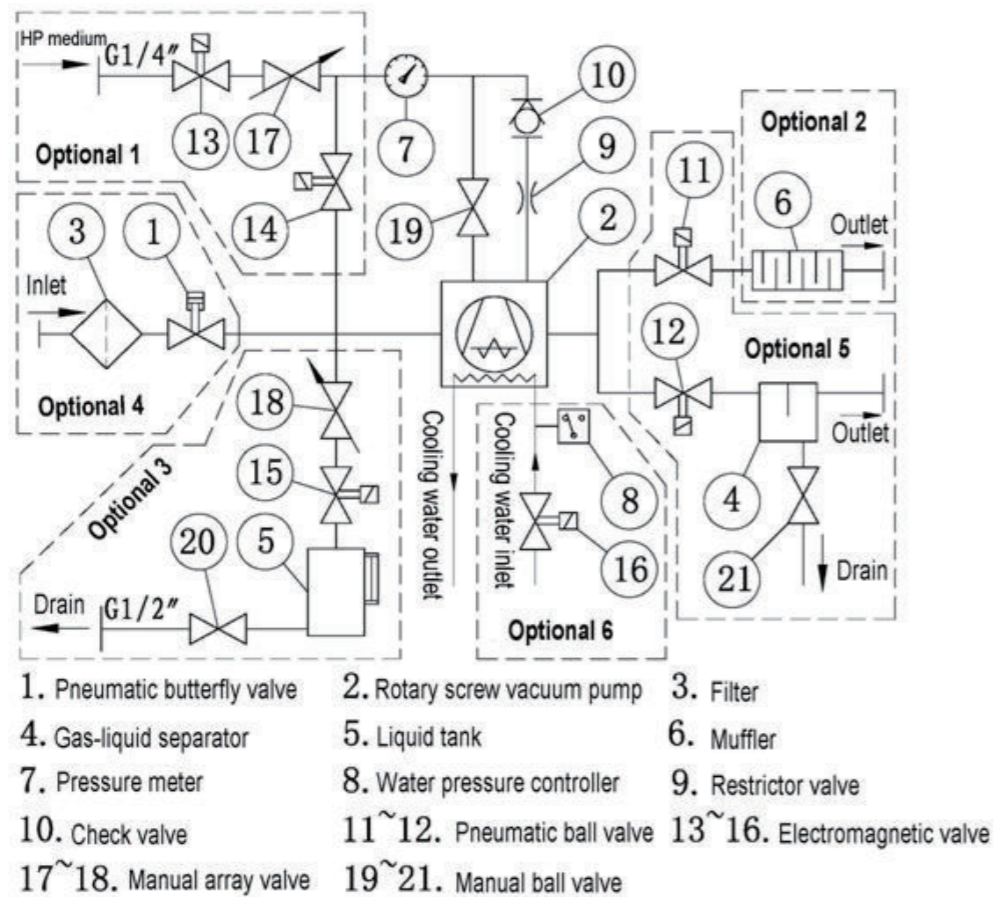 HP medium
G1/4″
10
Optional 2
13
17
7
9
11
6
Optional 1
Outlet
3
1
14
19
2
Inlet
12
Optional 5
18
Optional 4
Outlet
Cooling water outlet
Cooling water inlet
15
8
4
Optional 3
20
5
16
21
Drain
Drain
G1/2″
Optional 6
1. Pneumatic butterfly valve 2. Rotary screw vacuum pump 3. Filter
4. Gas-liquid separator 5. Liquid tank 6. Muffler
7. Pressure meter 8. Water pressure controller 9. Restrictor valve
10. Check valve 11~12. Pneumatic ball valve 13~16. Electromagnetic valve
17~18. Manual array valve 19~21. Manual ball valve